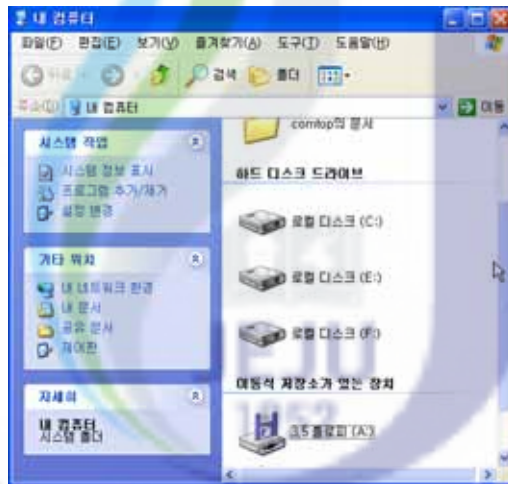 내 컴퓨터
파일(F) 편집(E) 보기(V) 즐겨찾기(A) 도구(T) 도움말(H)
뒤로 검색 폴더
주소(D) 내 컴퓨터 이동
시스템 작업
시스템 정보 표시
프로그램 추가/제거
설정 변경
기타 위치
내 네트워크 환경
내 문서
공유 문서
제어판
자세히
내 컴퓨터
시스템 폴더
comtop의 문서
하드 디스크 드라이브
로컬 디스크 (C:)
로컬 디스크 (E:)
로컬 디스크 (F:)
이동식 저장소가 있는 장치
3.5 플로피 (A:)
JEJU
1952